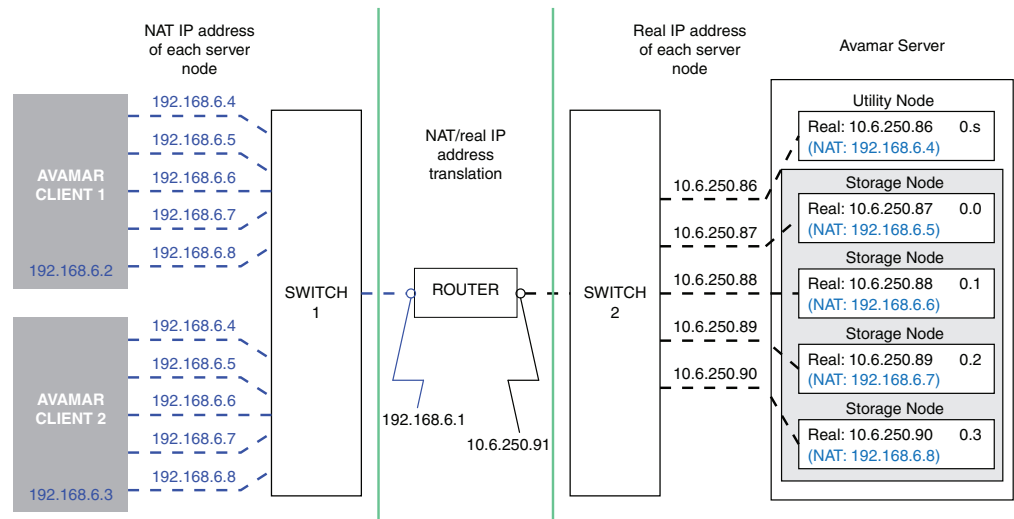 NAT IP address
of each server
node
Real IP address
of each server
node
Avamar Server
192.168.6.4
192.168.6.5
192.168.6.6
192.168.6.7
192.168.6.8
AVAMAR
CLIENT 1
192.168.6.2
192.168.6.4
192.168.6.5
192.168.6.6
192.168.6.7
192.168.6.8
AVAMAR
CLIENT 2
192.168.6.3
SWITCH
1
NAT/real IP
address
translation
ROUTER
192.168.6.1
10.6.250.91
SWITCH
2
10.6.250.86
10.6.250.87
10.6.250.88
10.6.250.89
10.6.250.90
Utility Node
Real: 10.6.250.86 0.s
(NAT: 192.168.6.4)
Storage Node
Real: 10.6.250.87 0.0
(NAT: 192.168.6.5)
Storage Node
Real: 10.6.250.88 0.1
(NAT: 192.168.6.6)
Storage Node
Real: 10.6.250.89 0.2
(NAT: 192.168.6.7)
Storage Node
Real: 10.6.250.90 0.3
(NAT: 192.168.6.8)